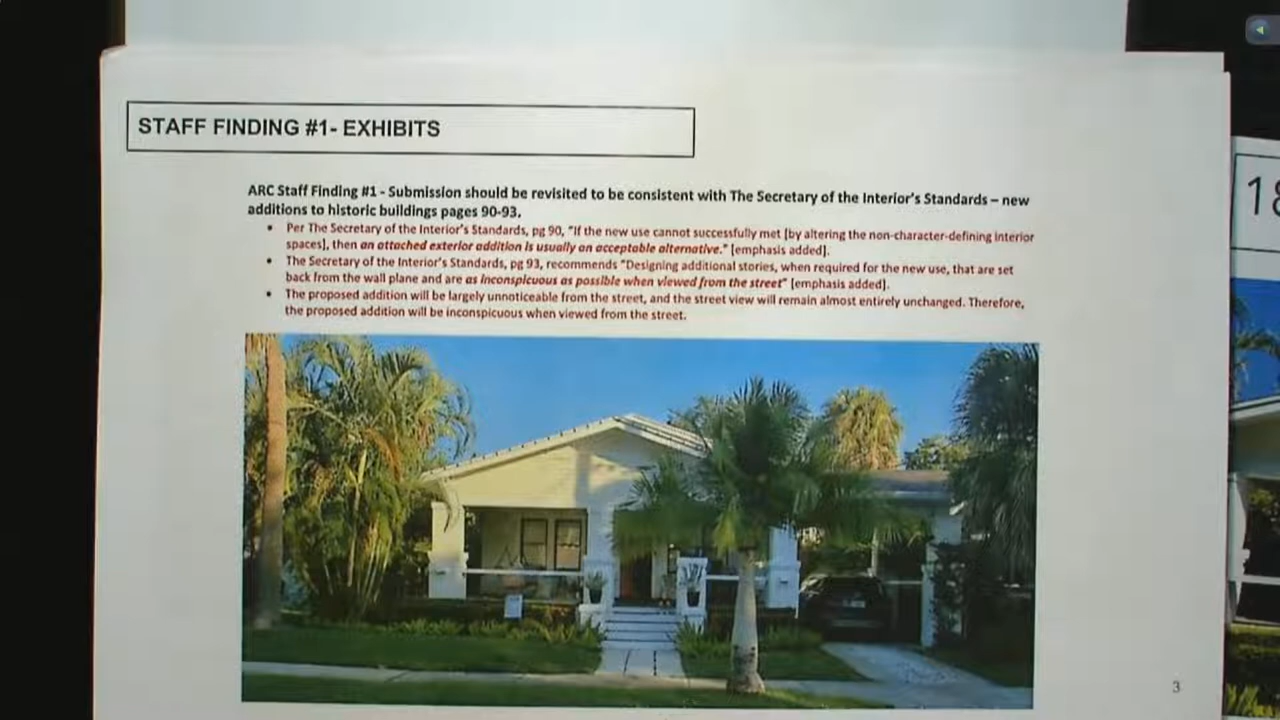 STAFF FINDING #1- EXHIBITS
ARC Staff Finding #1 - Submission should be revisited to be consistent with The Secretary of the Interior's Standards – new
additions to historic buildings pages 90-93.
• Per The Secretary of the Interior's Standards, pg 90, "If the new use cannot successfully met [by altering the non-character-defining interior
spaces], then an attached exterior addition is usually an acceptable alternative." [emphasis added].
• The Secretary of the Interior's Standards, pg 93, recommends "Designing additional stories, when required for the new use, that are set
back from the wall plane and are as inconspicuous as possible when viewed from the street" [emphasis added].
• The proposed addition will be largely unnoticeable from the street, and the street view will remain almost entirely unchanged. Therefore,
the proposed addition will be inconspicuous when viewed from the street.
3
18